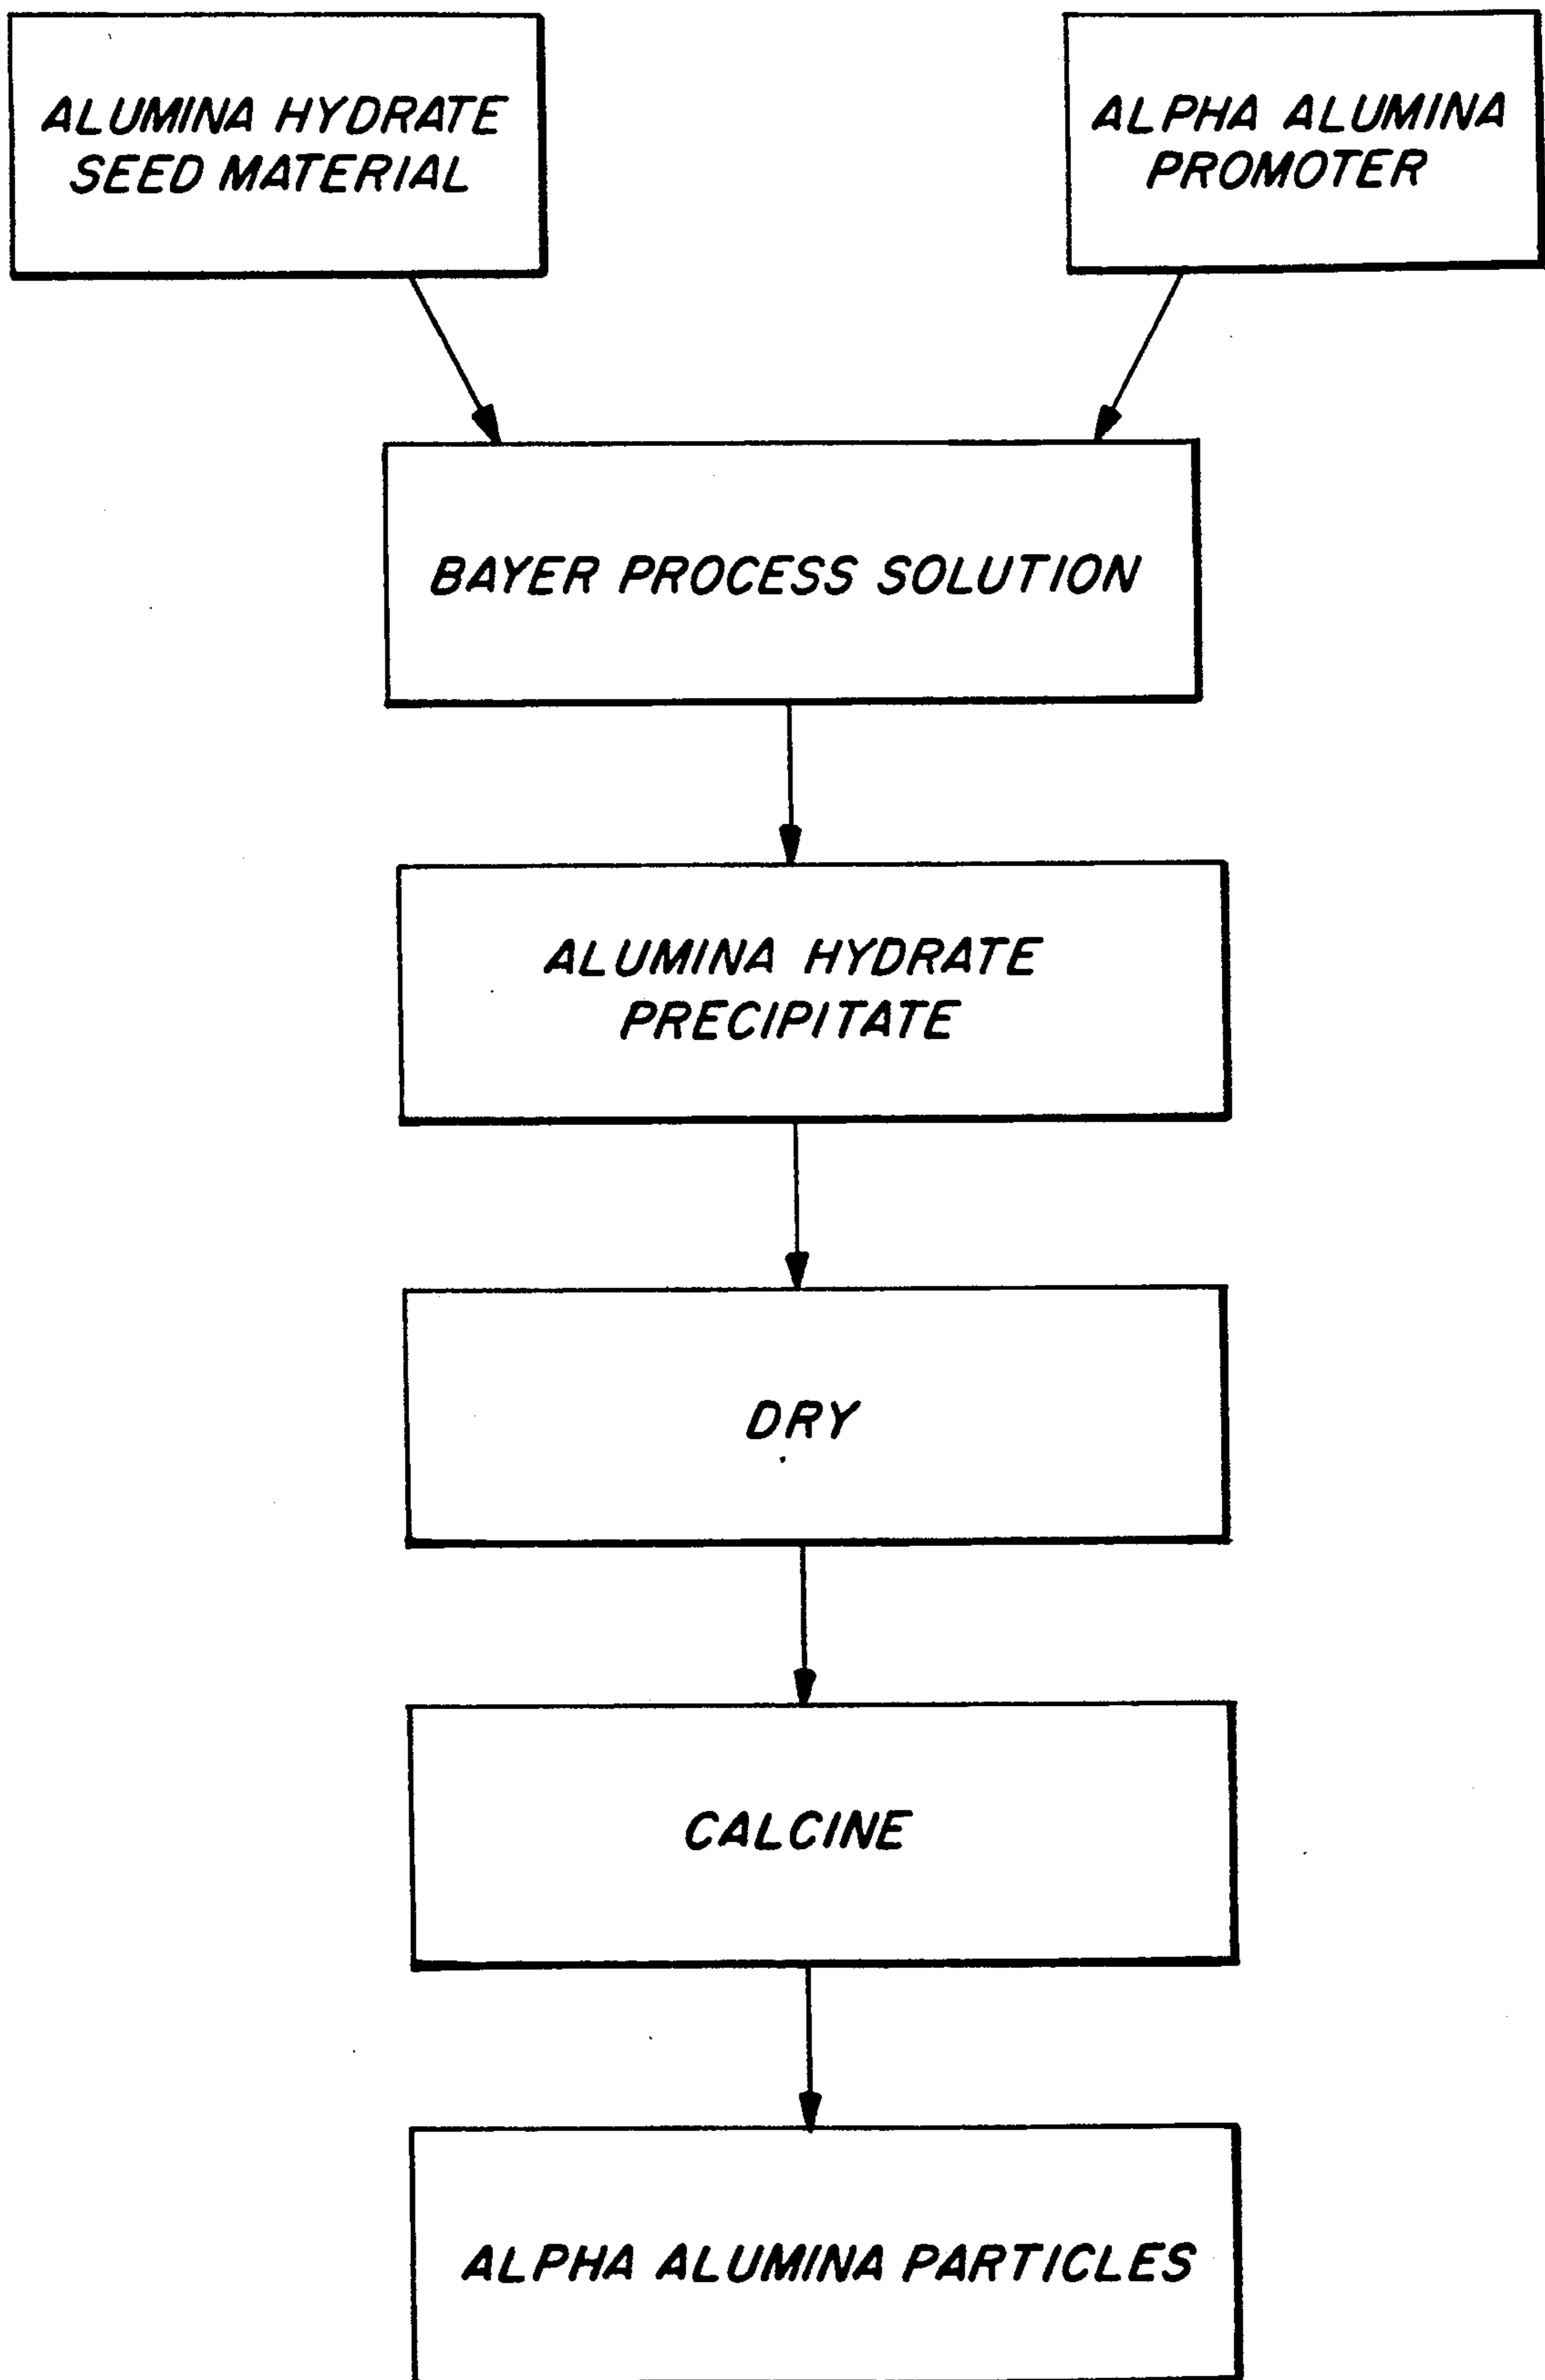 ALUMINA HYDRATE
SEED MATERIAL
ALPHA ALUMINA
PROMOTER
BAYER PROCESS SOLUTION
ALUMINA HYDRATE
PRECIPITATE
DRY
CALCINE
ALPHA ALUMINA PARTICLES